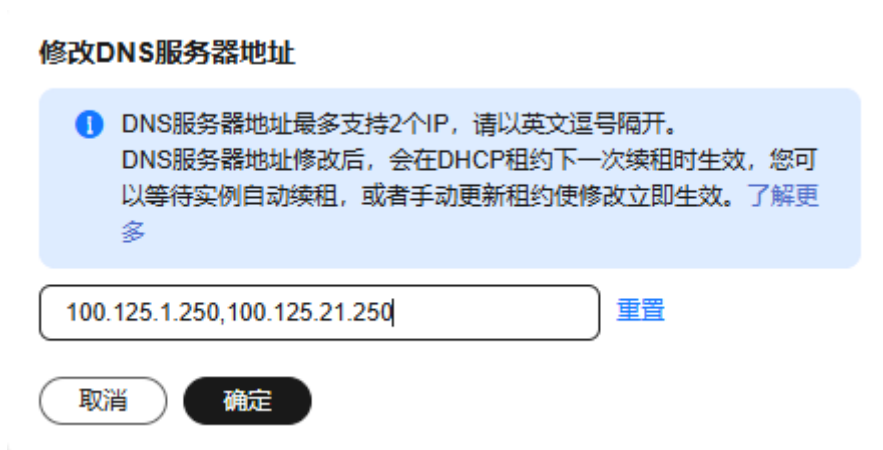 修改DNS服务器地址
DNS服务器地址最多支持2个IP，请以英文逗号隔开。
DNS服务器地址修改后，会在DHCP租约下一次续租时生效，您可
以等待实例自动续租，或者手动更新租约使修改立即生效。了解更
多
100.125.1.250,100.125.21.250
重置
取消
确定